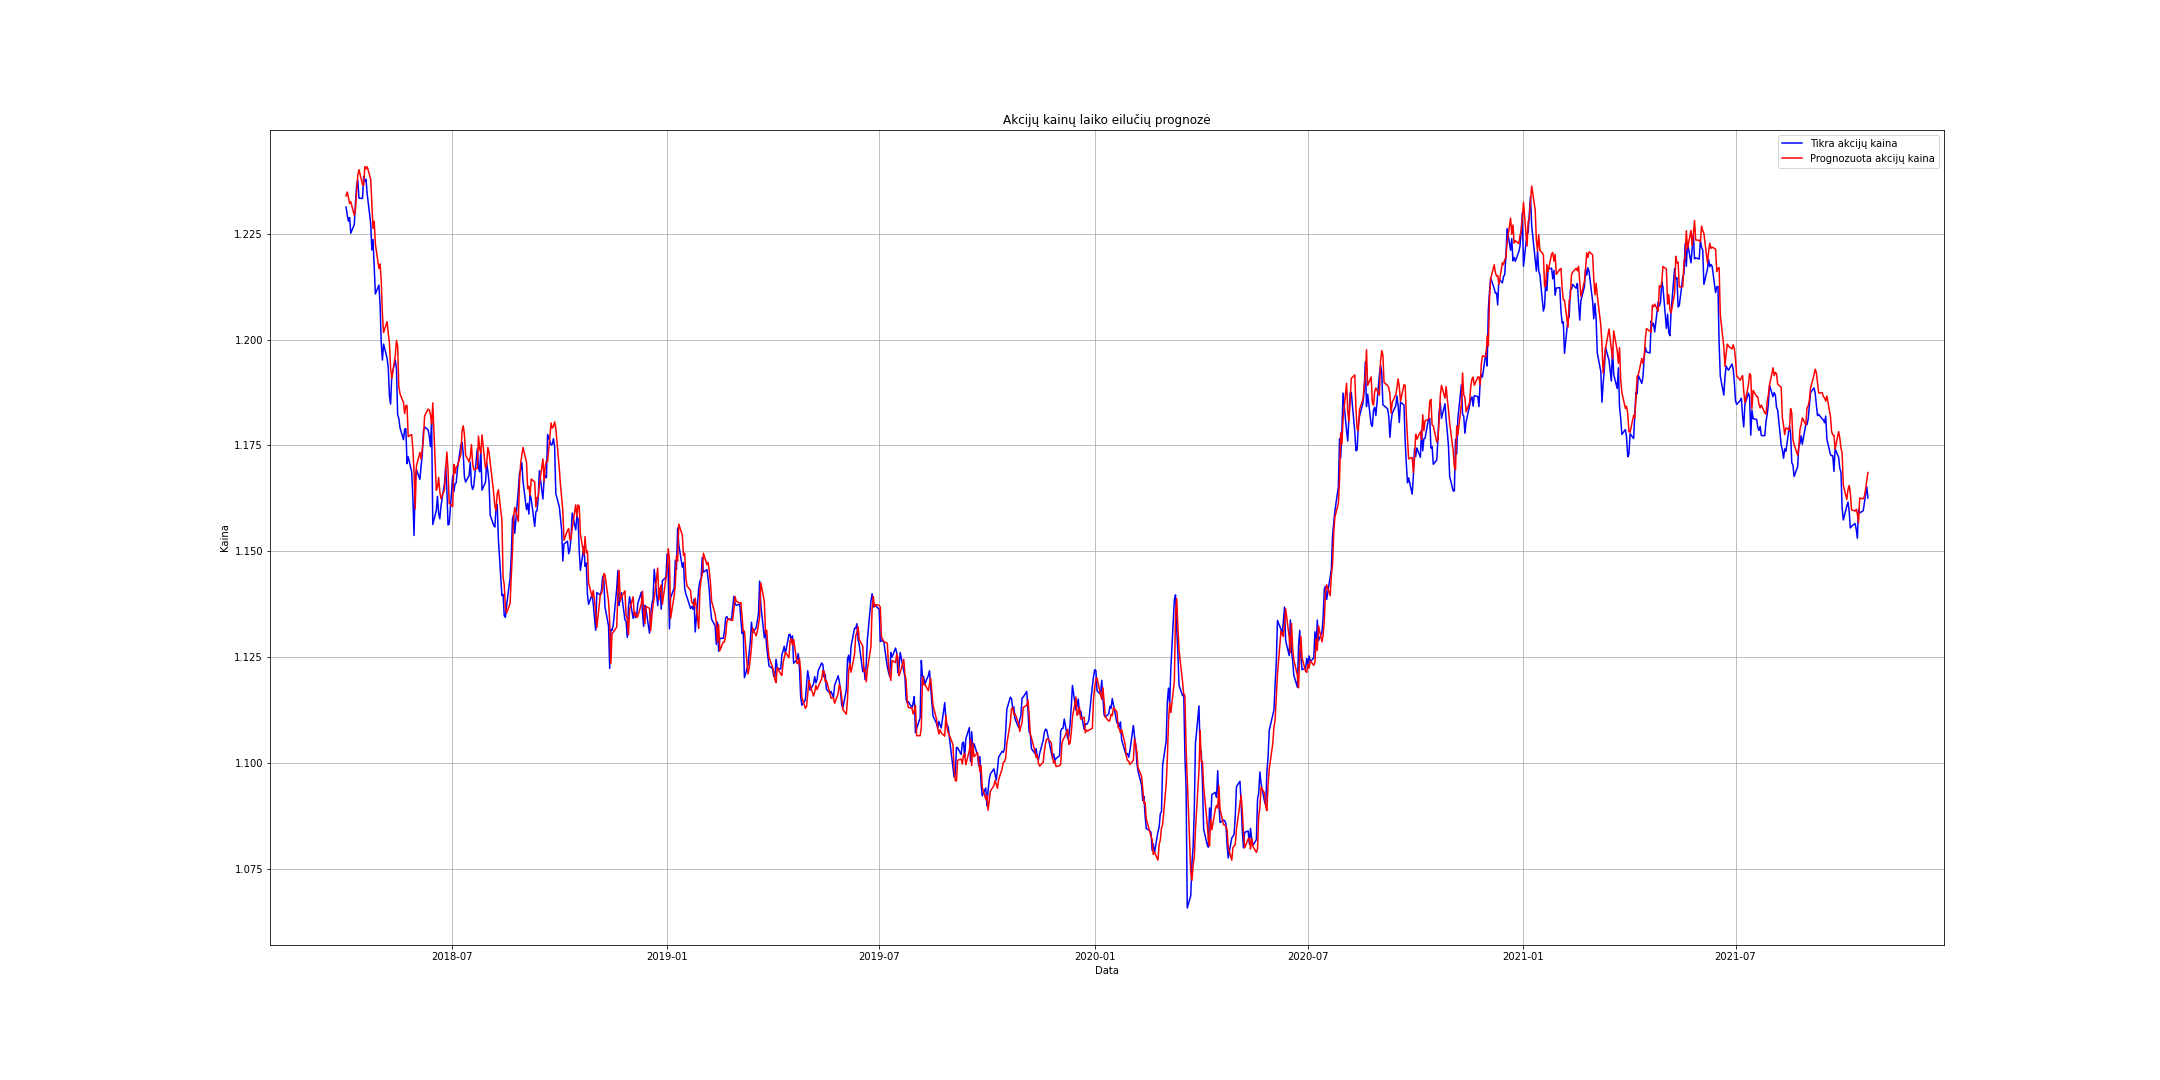 Akcijų kainų laiko eilučių prognozė
Tikra akcijų kaina
Prognozuota akcijų kaina
1.225
1.200
1.175
1.150
1.125
1.100
1.075
Kaina
2018-07
2019-01
2019-07
2020-01
2020-07
2021-01
2021-07
Data